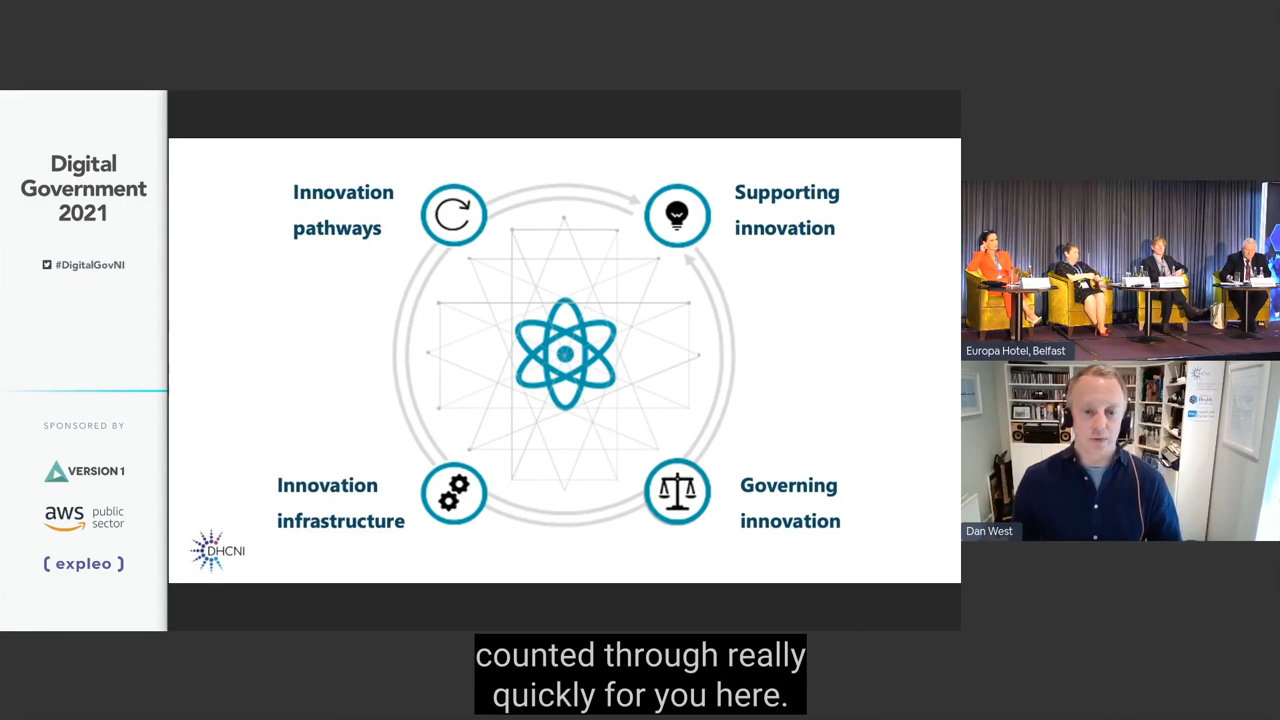 Digital
Government
2021
#DigitalGovNI
SPONSORED BY
VERSION 1
aws public
sector
[ expleo ]
Innovation
pathways
Supporting
innovation
Innovation
infrastructure
Governing
innovation
DHCNI
Europa Hotel, Belfast
Dan West
counted through really
quickly for you here.